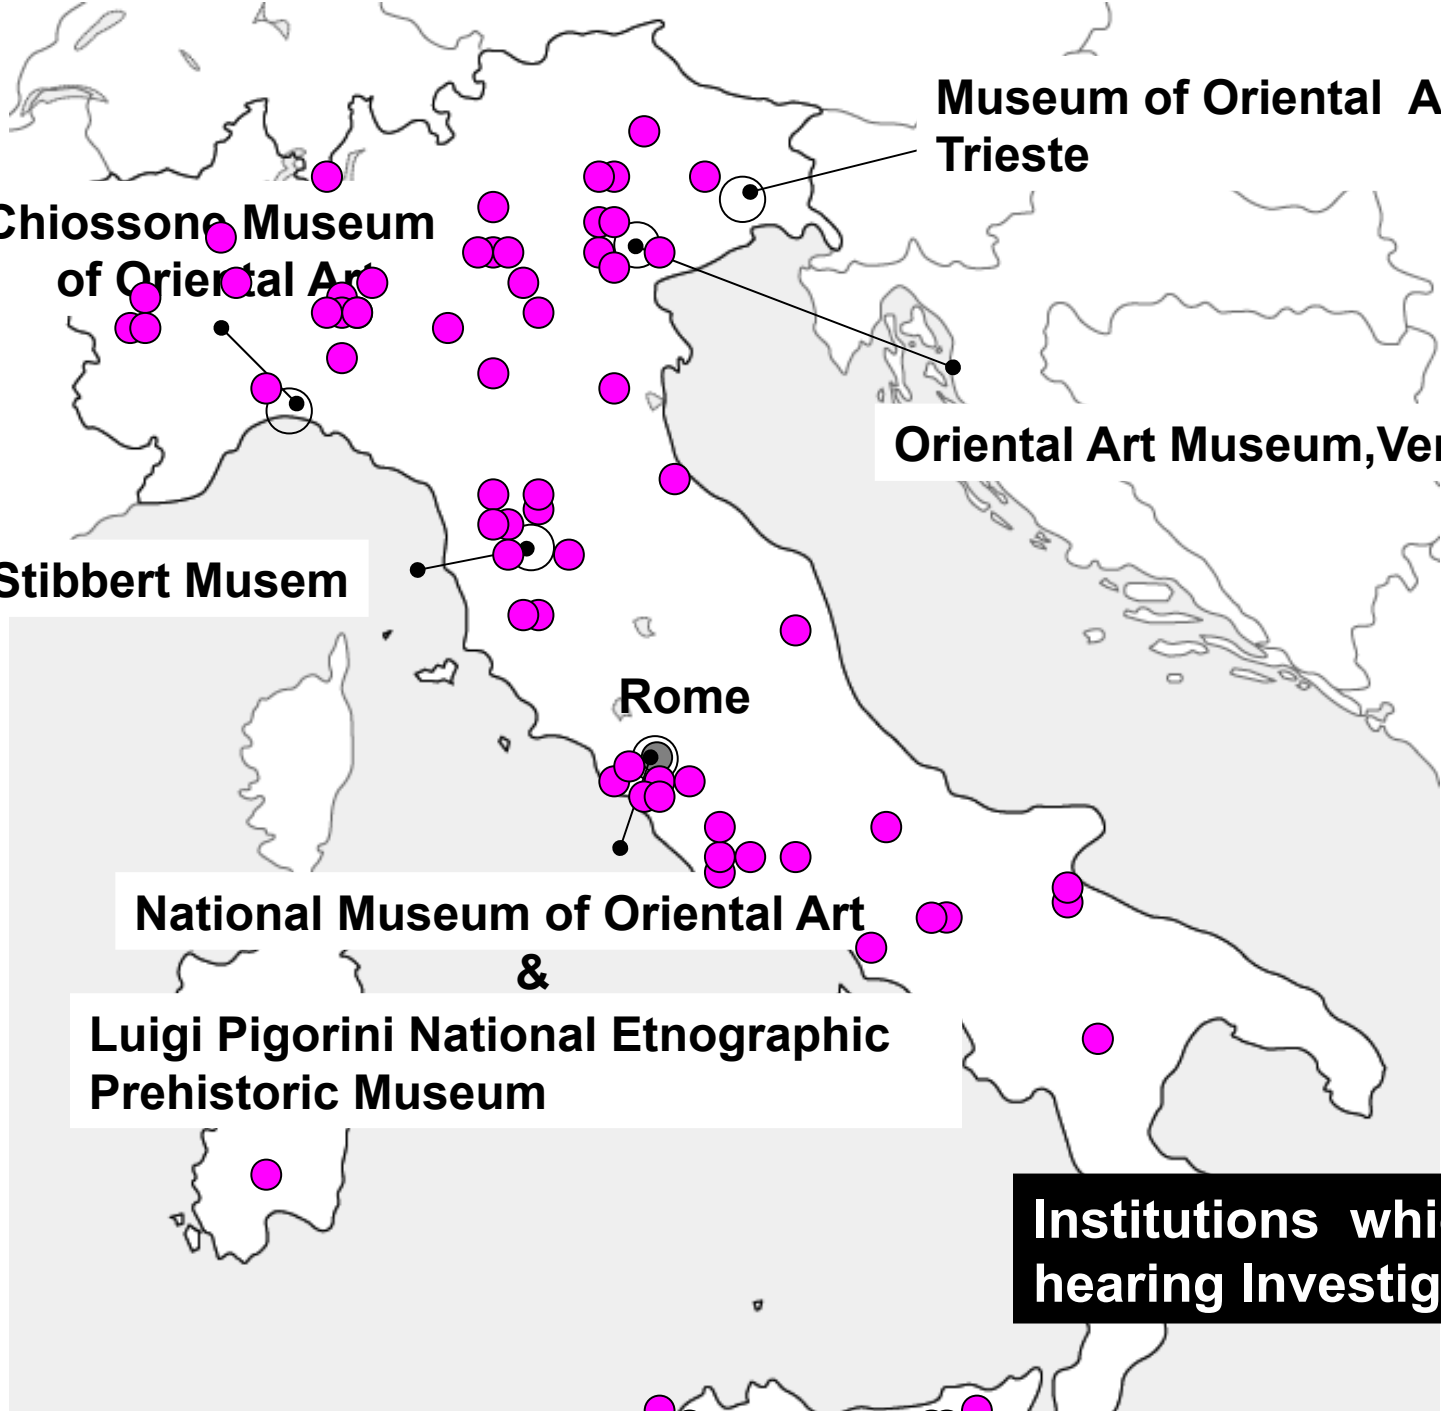 Museum of Oriental A
Trieste
Chiossone Museum
of Oriental Art
Oriental Art Museum,Ver
Stibbert Musem
Rome
National Museum of Oriental Art
&
Luigi Pigorini National Etnographic
Prehistoric Museum
Institutions whi
hearing Investig